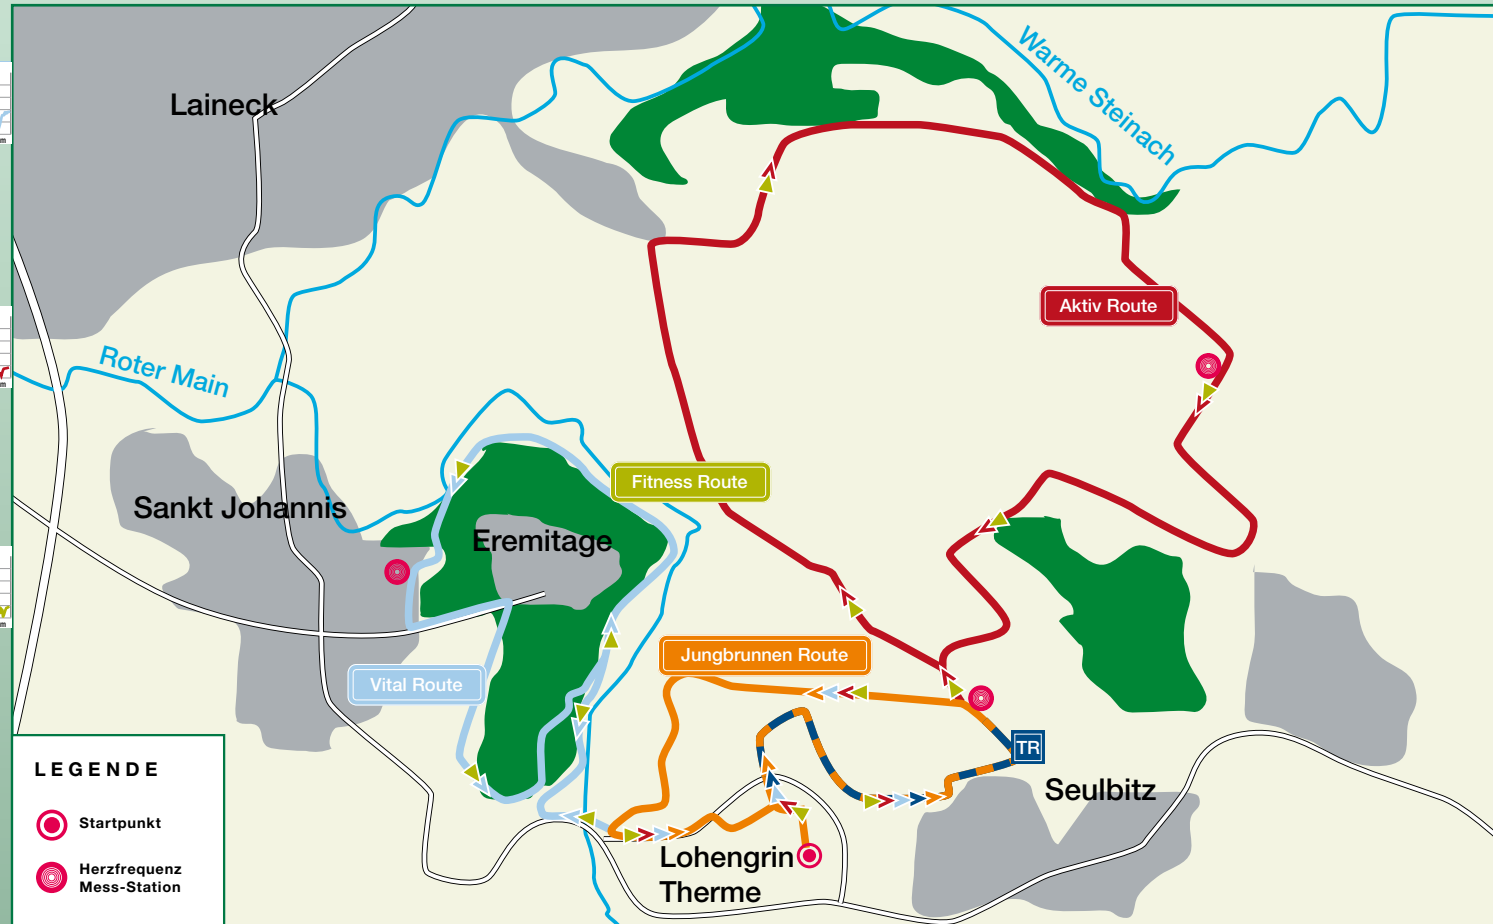 Laineck
Warme Steinach
Aktiv Route
Roter Main
Fitness Route
Sankt Johannis
Eremitage
Jungbrunnen Route
Vital Route
TR
Seulbitz
Lohengrin
Therme
LEGENDE
Startpunkt
Herzfrequenz
Mess-Station